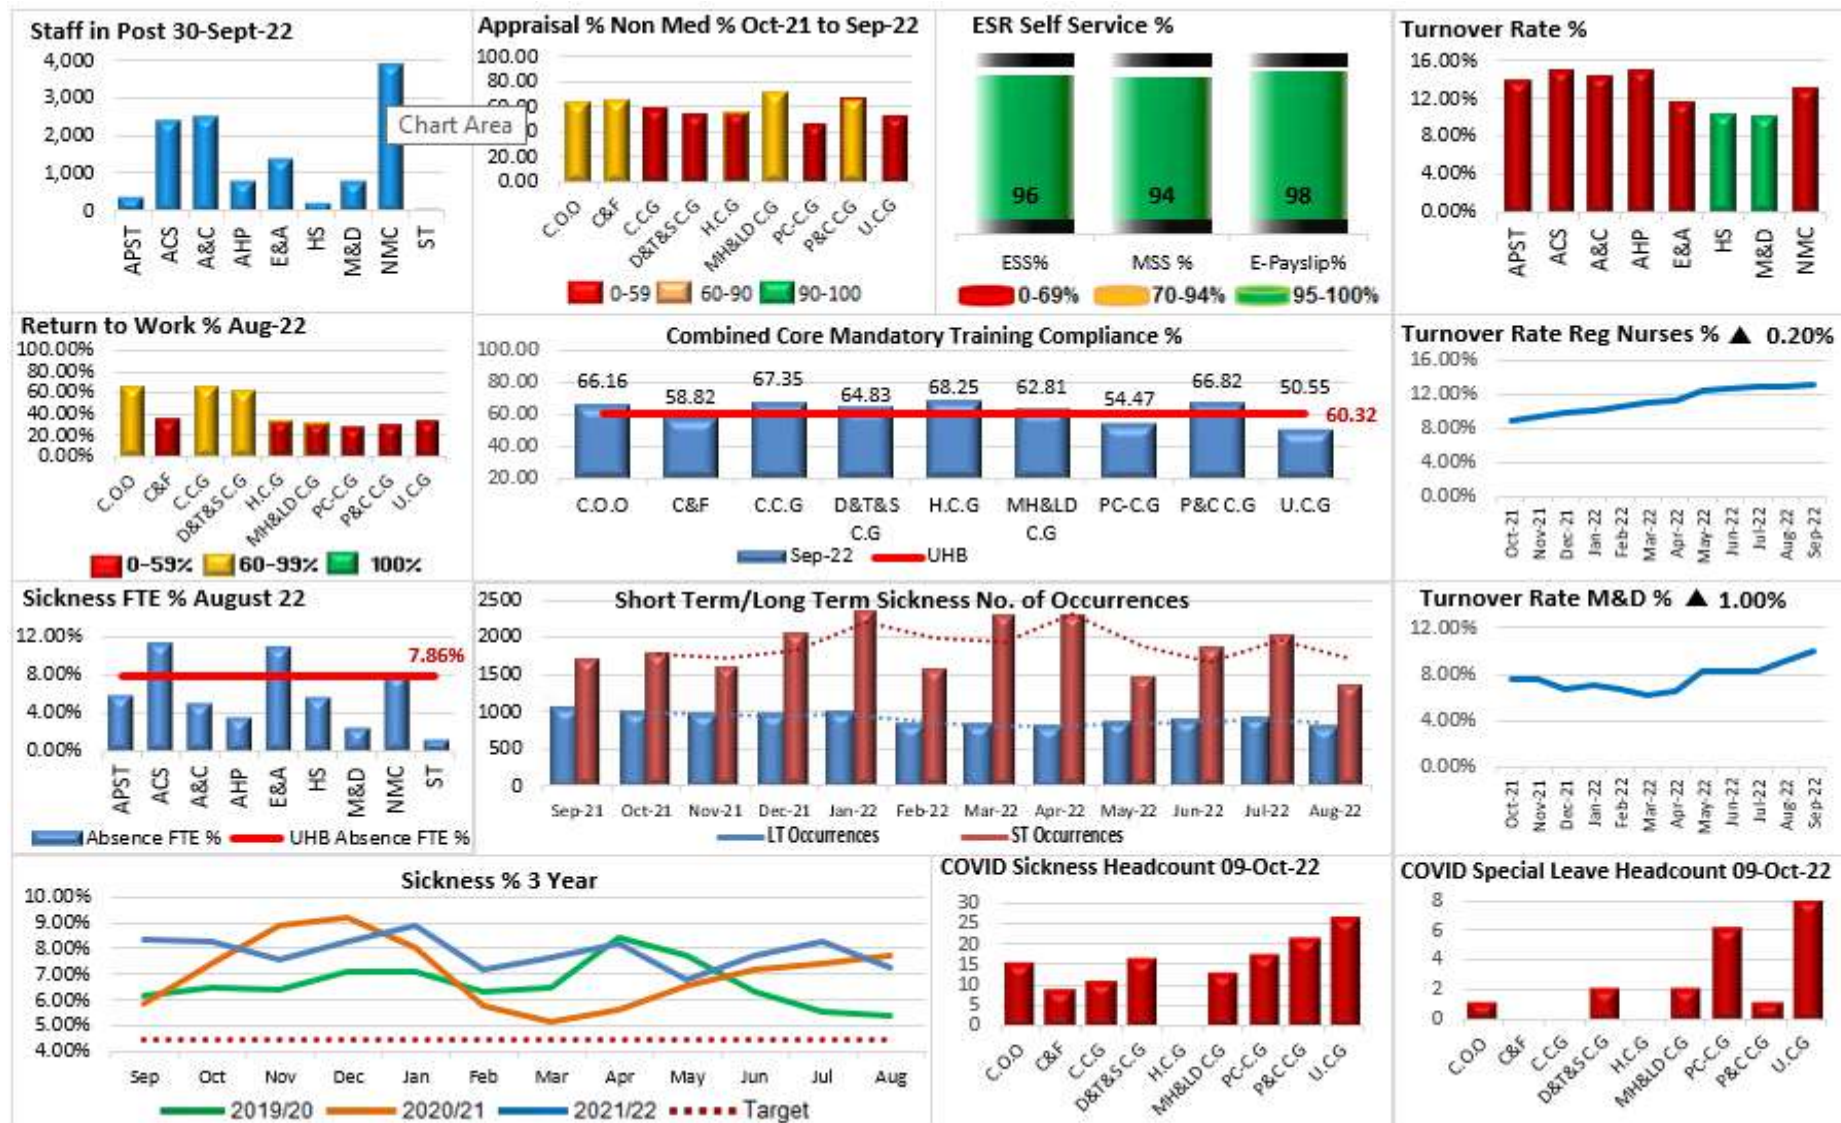 Staff in Post 30-Sept-22
4,000
3,000
2,000
1,000
0
APST
ACS
A&C
AHP
E&A
HS
M&D
NMC
ST
Chart Area
Appraisal % Non Med % Oct-21 to Sep-22
100.00
80.00
20.00
0.00
C.O.O
C&F
C.C.G
D&T&S C.G
H.C.G
MH&LD C.G
PC-C.G
P&C C.G
U.C.G
0-59
60-90
90-100
ESR Self Service %
96
94
98
ESS%
MSS %
E-Payslip%
0-69%
70-94%
95-100%
Turnover Rate %
16.00%
12.00%
8.00%
4.00%
0.00%
APST
ACS
A&C
AHP
E&A
HS
M&D
NMC
Return to Work % Aug-22
100.00%
80.00%
60.00%
40.00%
20.00%
0.00%
C.O.O
C&F
C.C.G
D&T&S C.G
H.C.G
MH&LD C.G
PC-C.G
P&C C.G
U.C.G
0-59%
60-99%
100%
Combined Core Mandatory Training Compliance %
100.00
80.00
60.00
40.00
20.00
66.16
58.82
67.35
64.83
68.25
62.81
54.47
66.82
50.55
60.32
C.O.O
C&F
C.C.G
D&T&S
C.G
H.C.G
MH&LD
C.G
PC-C.G
P&C C.G
U.C.G
Sep-22
UHB
Turnover Rate Reg Nurses % ▲ 0.20%
16.00%
12.00%
8.00%
4.00%
0.00%
Oct-21
Nov-21
Dec-21
Jan-22
Feb-22
Mar-22
Apr-22
May-22
Jun-22
Jul-22
Aug-22
Sep-22
Sickness FTE % August 22
12.00%
8.00%
4.00%
0.00%
7.86%
APST
ACS
A&C
AHP
E&A
HS
M&D
NMC
ST
Absence FTE %
UHB Absence FTE %
Short Term/Long Term Sickness No. of Occurrences
2500
2000
1500
1000
500
0
Sep-21
Oct-21
Nov-21
Dec-21
Jan-22
Feb-22
Mar-22
Apr-22
May-22
Jun-22
Jul-22
Aug-22
LT Occurrences
ST Occurrences
Turnover Rate M&D % ▲ 1.00%
12.00%
8.00%
4.00%
0.00%
Oct-21
Nov-21
Dec-21
Jan-22
Feb-22
Mar-22
Apr-22
May-22
Jun-22
Jul-22
Aug-22
Sep-22
Sickness % 3 Year
10.00%
9.00%
8.00%
7.00%
6.00%
5.00%
4.00%
Sep
Oct
Nov
Dec
Jan
Feb
Mar
Apr
May
Jun
Jul
Aug
2019/20
2020/21
2021/22
Target
COVID Sickness Headcount 09-Oct-22
30
25
20
15
10
5
0
C.O.O
C&F
C.C.G
D&T&S C.G
H.C.G
MH&LD C.G
PC-C.G
P&C C.G
U.C.G
COVID Special Leave Headcount 09-Oct-22
8
6
4
2
0
C.O.O
C&F
C.C.G
D&T&S C.G
H.C.G
MH&LD C.G
PC-C.G
P&C C.G
U.C.G